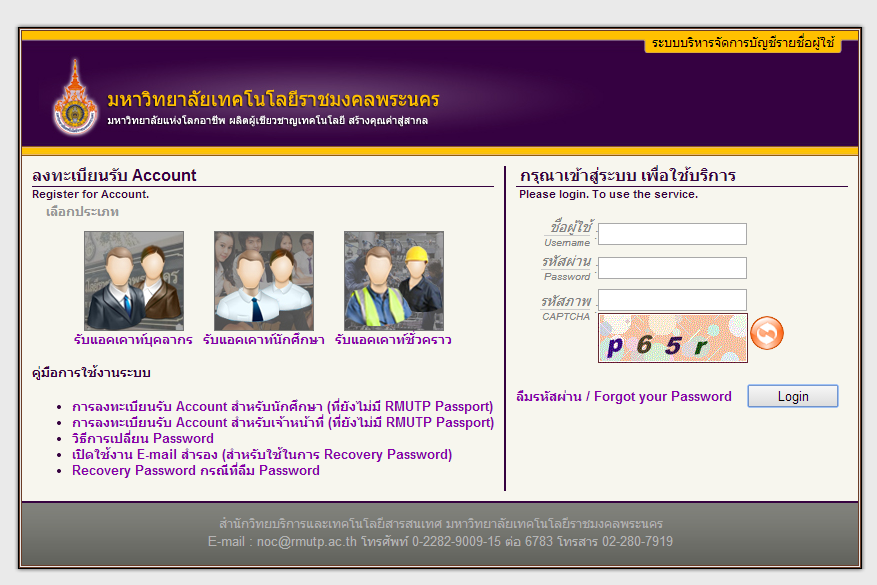 ระบบบริหารจัดการบัญชีรายชื่อผู้ใช้
มหาวิทยาลัยเทคโนโลยีราชมงคลพระนคร
มหาวิทยาลัยแห่งโลกอาชีพ ผลิตผู้เชี่ยวชาญเทคโนโลยี สร้างคุณค่าสู่สากล
ลงทะเบียนรับ Account
Register for Account.
เลือกประเภท
รับแอคเคาท์บุคลากร รับแอคเคาท์นักศึกษา รับแอคเคาท์ชั่วคราว
คู่มือการใช้งานระบบ
• การลงทะเบียนรับ Account สำหรับนักศึกษา (ที่ยังไม่มี RMUTP Passport)
• การลงทะเบียนรับ Account สำหรับเจ้าหน้าที่ (ที่ยังไม่มี RMUTP Passport)
• วิธีการเปลี่ยน Password
• เปิดใช้งาน E-mail สำรอง (สำหรับใช้ในการ Recovery Password)
• Recovery Password กรณีที่ลืม Password
กรุณาเข้าสู่ระบบ เพื่อใช้บริการ
Please login. To use the service.
ชื่อผู้ใช้ :
Username
รหัสผ่าน :
Password
รหัสภาพ :
CAPTCHA
p 6 5 r
ลืมรหัสผ่าน / Forgot your Password Login
สำนักวิทยบริการและเทคโนโลยีสารสนเทศ มหาวิทยาลัยเทคโนโลยีราชมงคลพระนคร
E-mail : noc@rmutp.ac.th โทรศัพท์ 0-2282-9009-15 ต่อ 6783 โทรสาร 02-280-7919